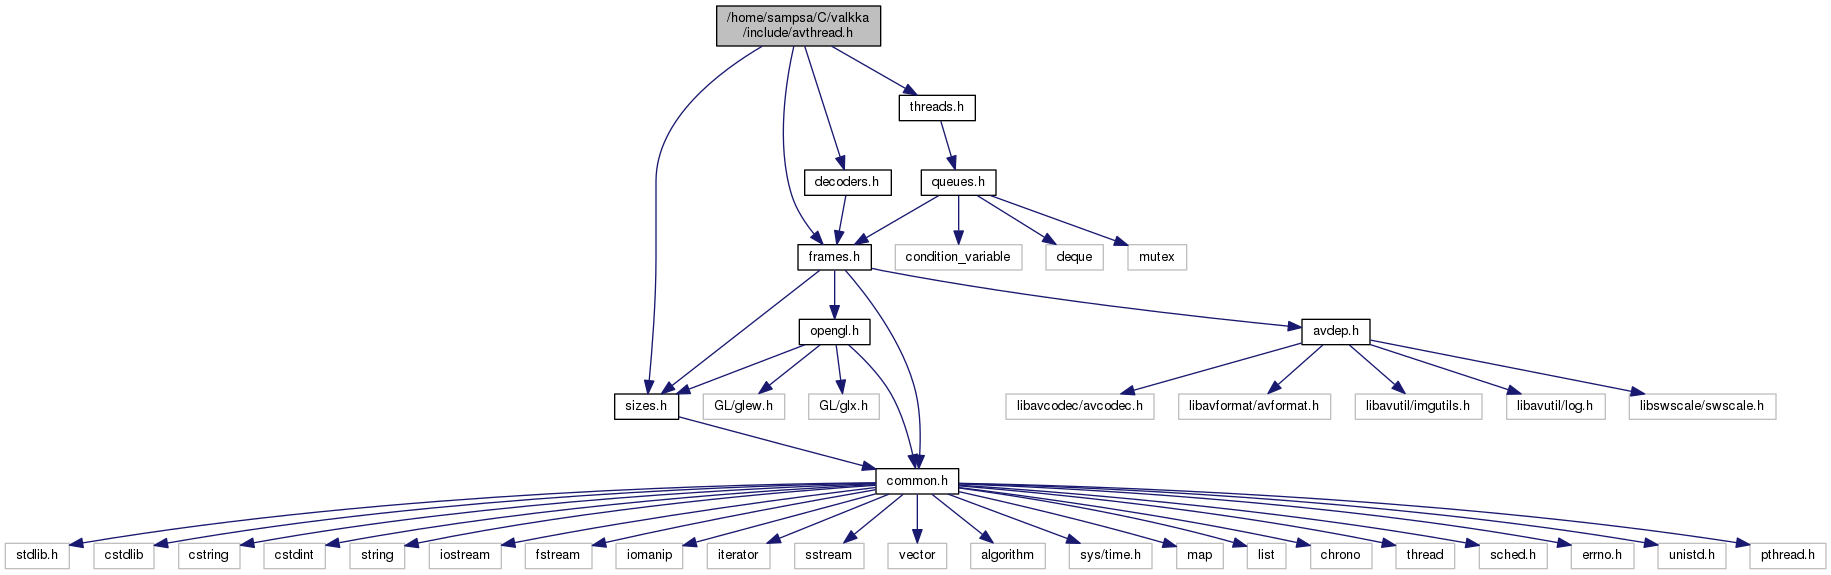 /home/sampsa/C/valkka
/include/avthread.h
threads.h
decoders.h
queues.h
frames.h
condition_variable
deque
mutex
opengl.h
avdep.h
sizes.h
GL/glew.h
GL/glx.h
libavcodec/avcodec.h
libavformat/avformat.h
libavutil/imgutils.h
libavutil/log.h
libswscale/swscale.h
common.h
stdlib.h
cstdlib
cstring
cstdint
string
iostream
fstream
iomanip
iterator
sstream
vector
algorithm
sys/time.h
map
list
chrono
thread
sched.h
errno.h
unistd.h
pthread.h